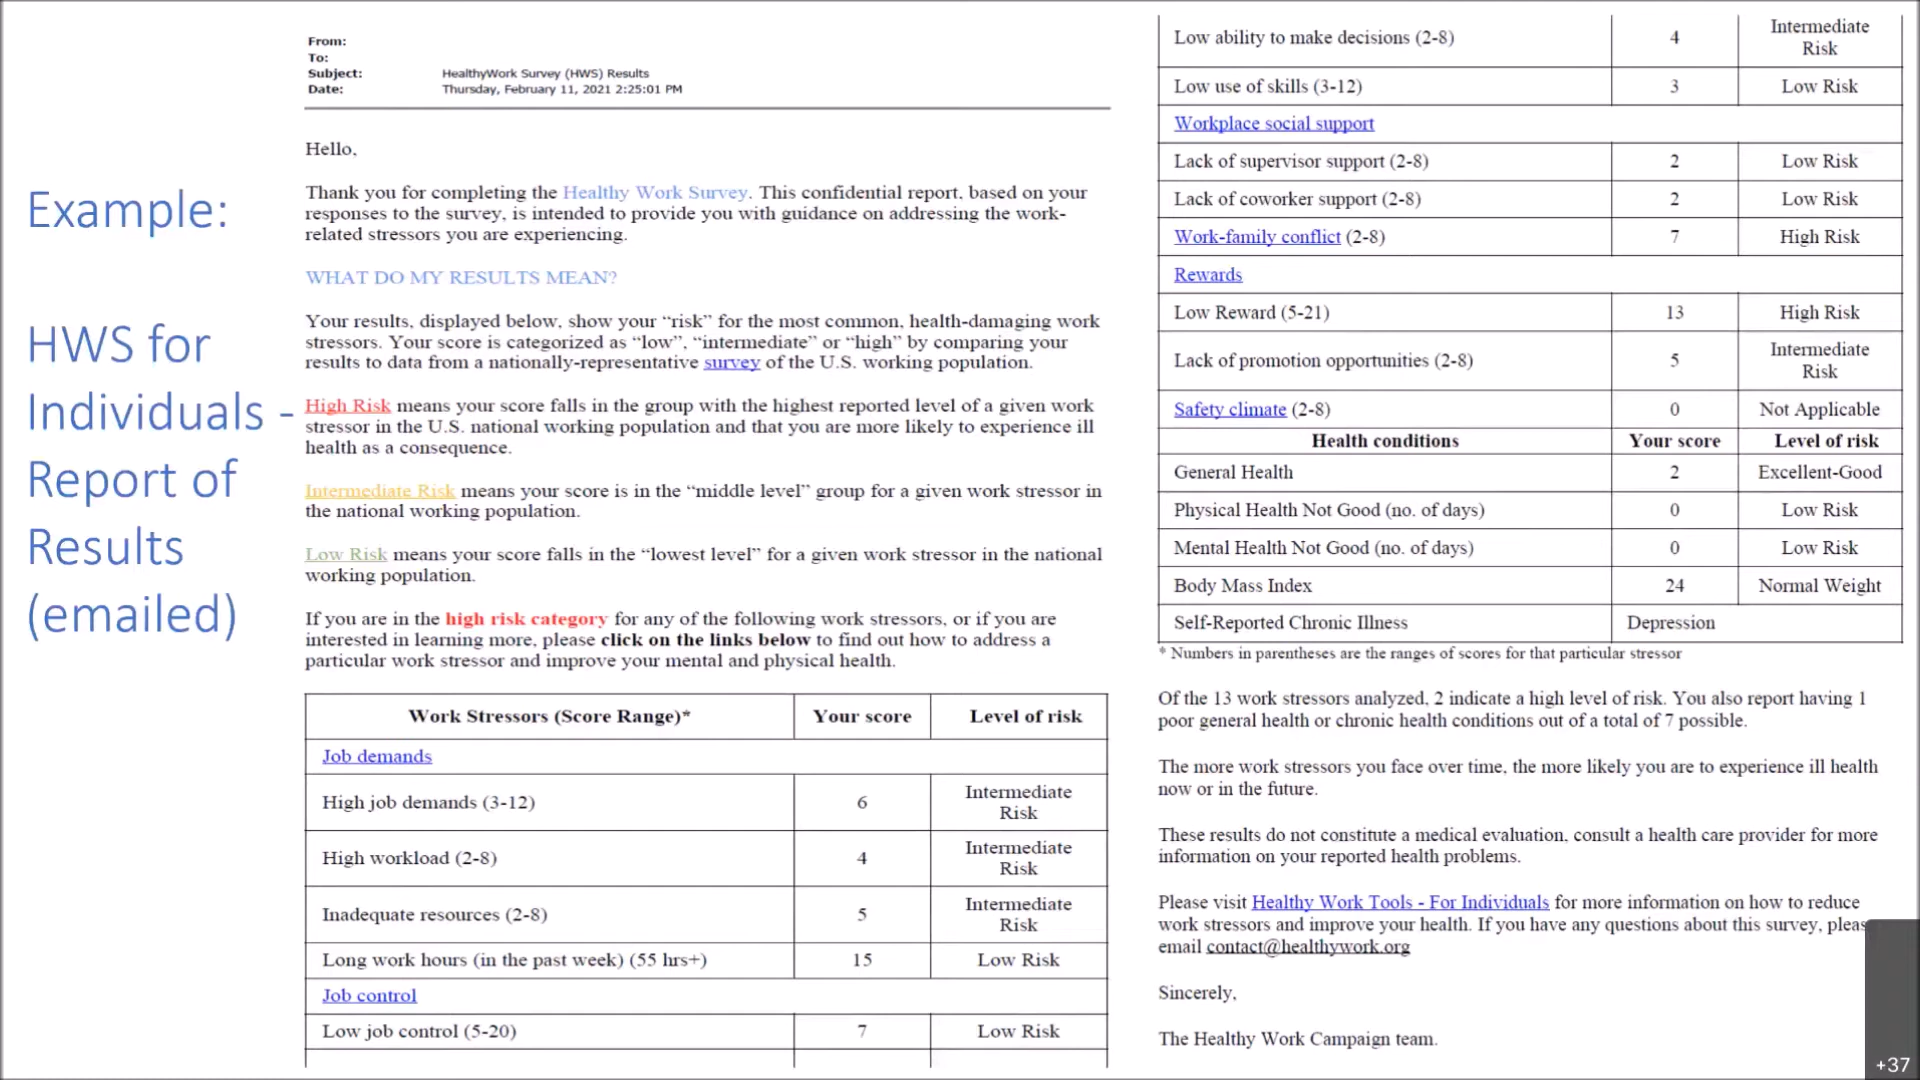 Example:
HWS for
Individuals -
Report of
Results
(emailed)
From:
To:
Subject: HealthyWork Survey (HWS) Results
Date: Thursday, February 11, 2021 2:25:01 PM
Hello,
Thank you for completing the Healthy Work Survey. This confidential report, based on your
responses to the survey, is intended to provide you with guidance on addressing the work-
related stressors you are experiencing.
WHAT DO MY RESULTS MEAN?
Your results, displayed below, show your “risk” for the most common, health-damaging work
stressors. Your score is categorized as “low”, “intermediate” or “high” by comparing your
results to data from a nationally-representative survey of the U.S. working population.
High Risk means your score falls in the group with the highest reported level of a given work
stressor in the U.S. national working population and that you are more likely to experience ill
health as a consequence.
Intermediate Risk means your score is in the “middle level” group for a given work stressor in
the national working population.
Low Risk means your score falls in the “lowest level” for a given work stressor in the national
working population.
If you are in the high risk category for any of the following work stressors, or if you are
interested in learning more, please click on the links below to find out how to address a
particular work stressor and improve your mental and physical health.
Work Stressors (Score Range)* Your score Level of risk
Job demands
High job demands (3-12) 6 Intermediate
Risk
High workload (2-8) 4 Intermediate
Risk
Inadequate resources (2-8) 5 Intermediate
Risk
Long work hours (in the past week) (55 hrs+) 15 Low Risk
Job control
Low job control (5-20) 7 Low Risk
Low ability to make decisions (2-8) 4 Intermediate
Risk
Low use of skills (3-12) 3 Low Risk
Workplace social support
Lack of supervisor support (2-8) 2 Low Risk
Lack of coworker support (2-8) 2 Low Risk
Work-family conflict (2-8) 7 High Risk
Rewards
Low Reward (5-21) 13 High Risk
Lack of promotion opportunities (2-8) 5 Intermediate
Risk
Safety climate (2-8) 0 Not Applicable
Health conditions Your score Level of risk
General Health 2 Excellent-Good
Physical Health Not Good (no. of days) 0 Low Risk
Mental Health Not Good (no. of days) 0 Low Risk
Body Mass Index 24 Normal Weight
Self-Reported Chronic Illness Depression
* Numbers in parentheses are the ranges of scores for that particular stressor
Of the 13 work stressors analyzed, 2 indicate a high level of risk. You also report having 1
poor general health or chronic health conditions out of a total of 7 possible.
The more work stressors you face over time, the more likely you are to experience ill health
now or in the future.
These results do not constitute a medical evaluation, consult a health care provider for more
information on your reported health problems.
Please visit Healthy Work Tools - For Individuals for more information on how to reduce
work stressors and improve your health. If you have any questions about this survey, pleas
email contact@healthywork.org
Sincerely,
The Healthy Work Campaign team.
+37